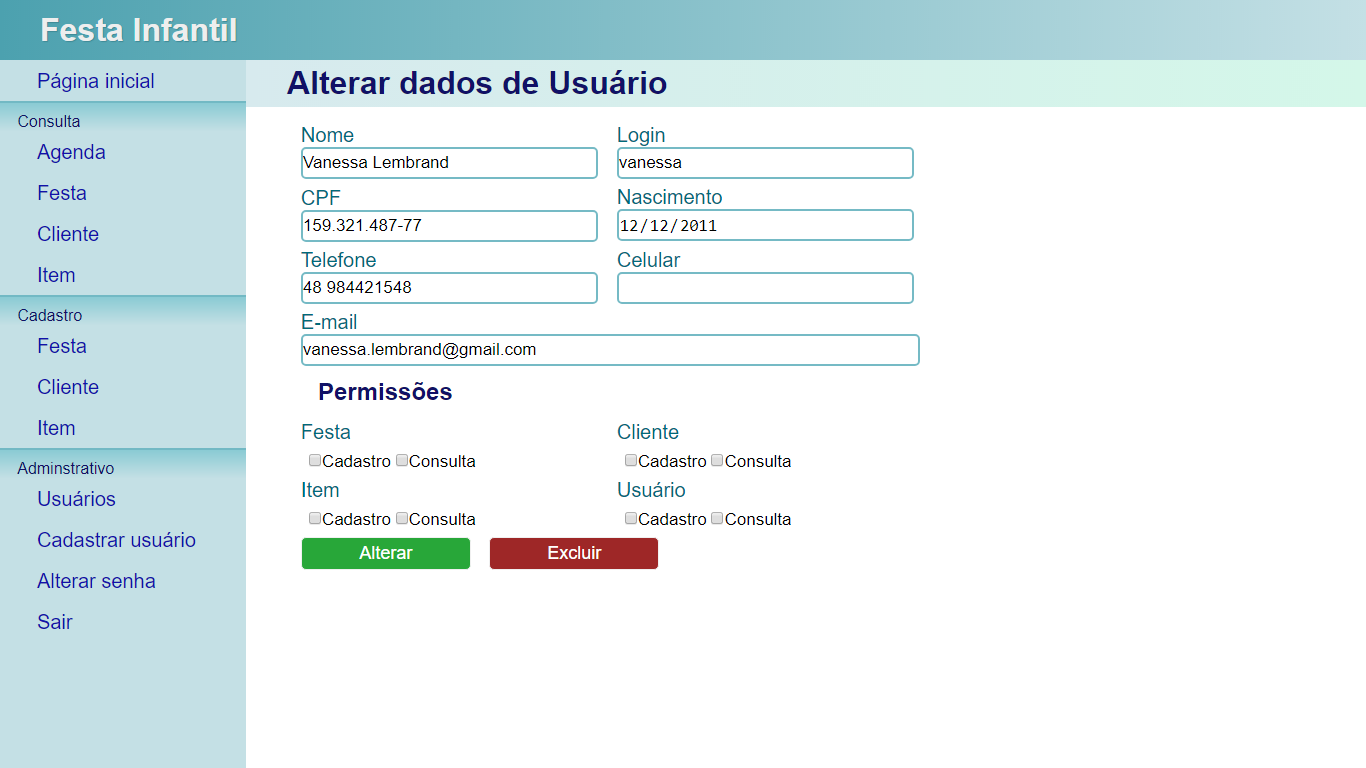 Festa Infantil
Página inicial
Consulta
Agenda
Festa
Cliente
Item
Cadastro
Festa
Cliente
Item
Adminstrativo
Usuários
Cadastrar usuário
Alterar senha
Sair
Alterar dados de Usuário
Nome Login
Vanessa Lembrand vanessa
CPF Nascimento
159.321.487-77 12/12/2011
Telefone Celular
48 984421548
E-mail
vanessa.lembrand@gmail.com
Permissões
Festa Cliente
Cadastro Consulta Cadastro Consulta
Item Usuário
Cadastro Consulta Cadastro Consulta
Alterar Excluir